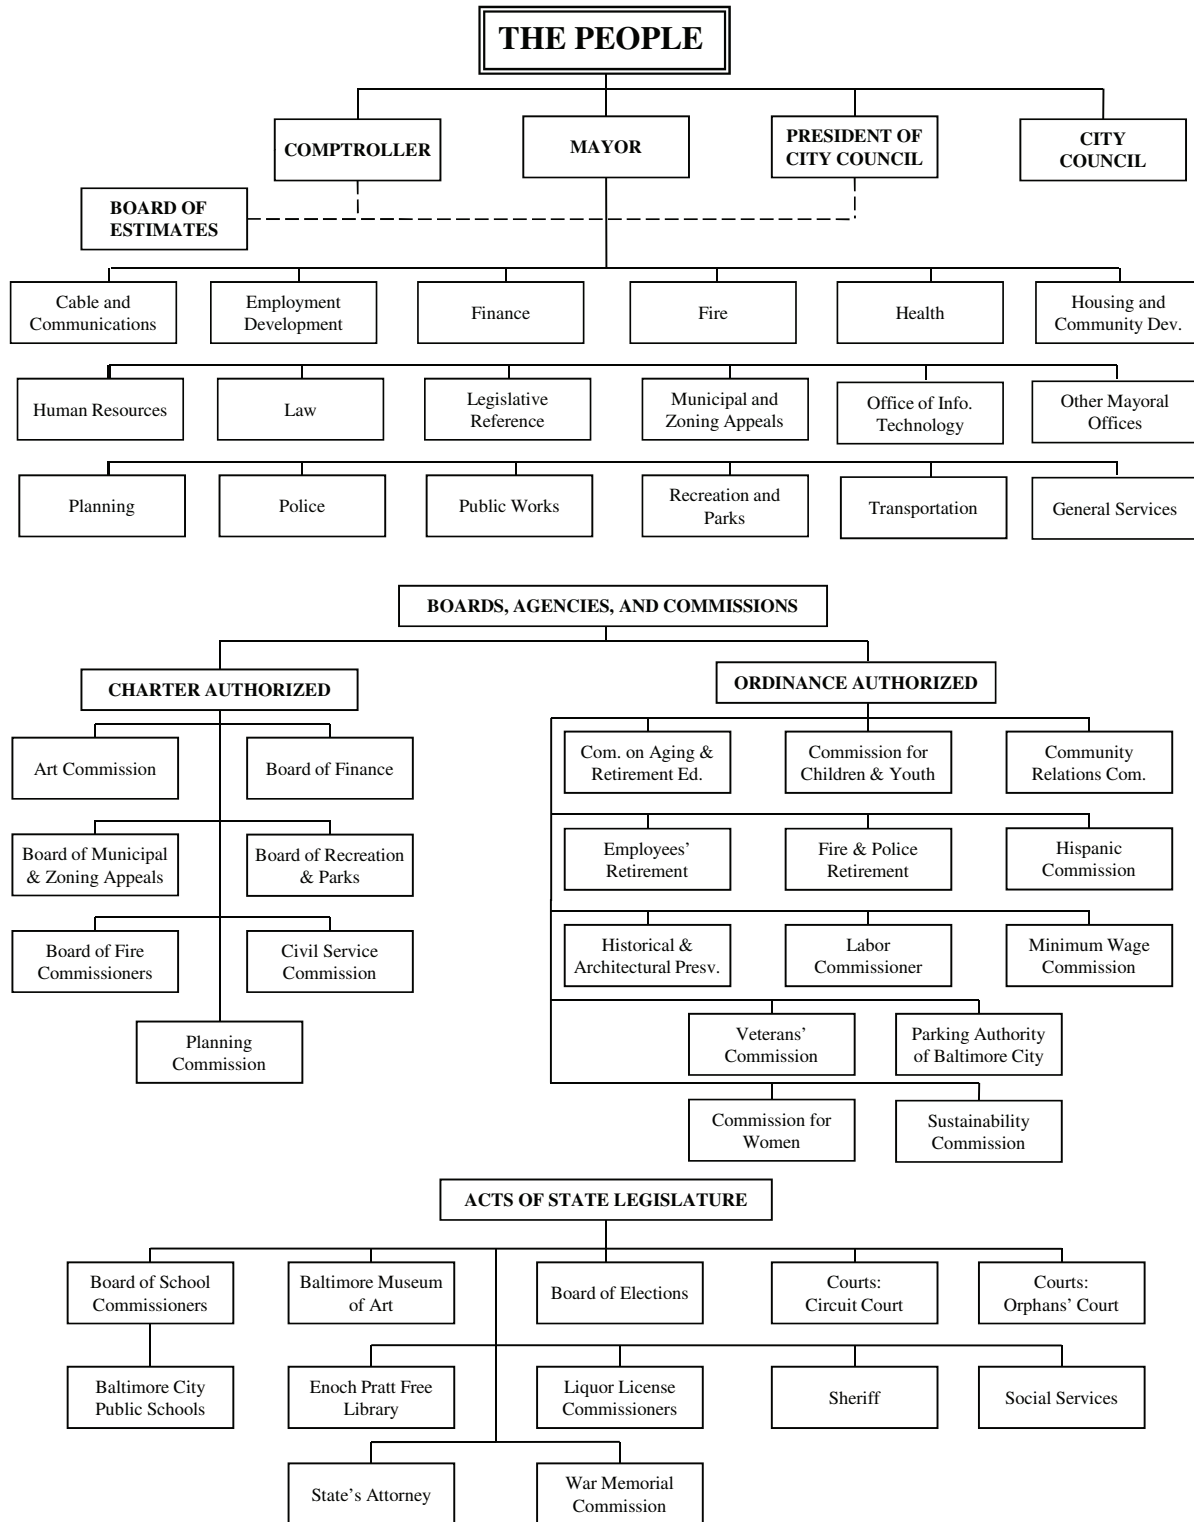 THE PEOPLE
COMPTROLLER
MAYOR
PRESIDENT OF
CITY COUNCIL
CITY
COUNCIL
BOARD OF
ESTIMATES
Cable and
Communications
Employment
Development
Finance
Fire
Health
Housing and
Community Dev.
Human Resources
Law
Legislative
Reference
Municipal and
Zoning Appeals
Office of Info.
Technology
Other Mayoral
Offices
Planning
Police
Public Works
Recreation and
Parks
Transportation
General Services
BOARDS, AGENCIES, AND COMMISSIONS
CHARTER AUTHORIZED
Art Commission
Board of Finance
Board of Municipal
& Zoning Appeals
Board of Recreation
& Parks
Board of Fire
Commissioners
Civil Service
Commission
Planning
Commission
ORDINANCE AUTHORIZED
Com. on Aging &
Retirement Ed.
Commission for
Children & Youth
Community
Relations Com.
Employees'
Retirement
Fire & Police
Retirement
Hispanic
Commission
Historical &
Architectural Presv.
Labor
Commissioner
Minimum Wage
Commission
Veterans'
Commission
Parking Authority
of Baltimore City
Commission for
Women
Sustainability
Commission
ACTS OF STATE LEGISLATURE
Board of School
Commissioners
Baltimore Museum
of Art
Board of Elections
Courts:
Circuit Court
Courts:
Orphans' Court
Baltimore City
Public Schools
Enoch Pratt Free
Library
Liquor License
Commissioners
Sheriff
Social Services
State's Attorney
War Memorial
Commission